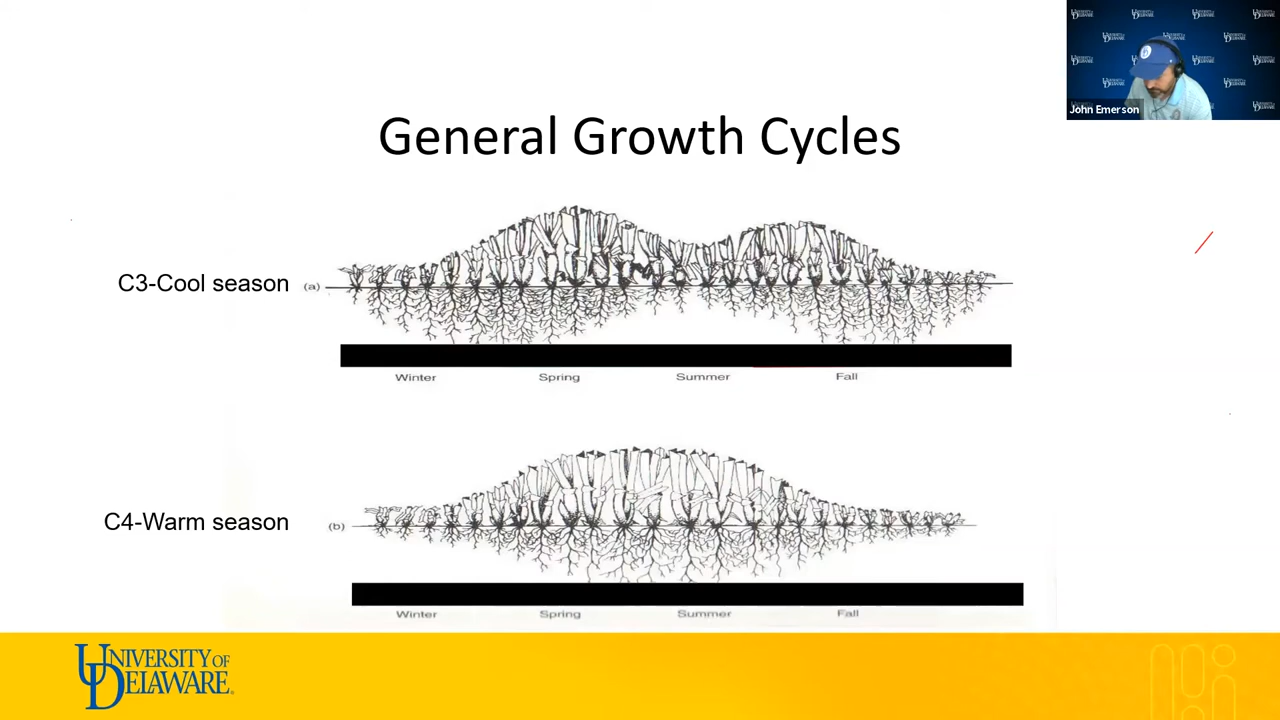 John Emerson
General Growth Cycles
C3-Cool season
(a)
Winter Spring Summer Fall
C4-Warm season
(b)
Winter Spring Summer Fall
UNIVERSITY OF
DELAWARE